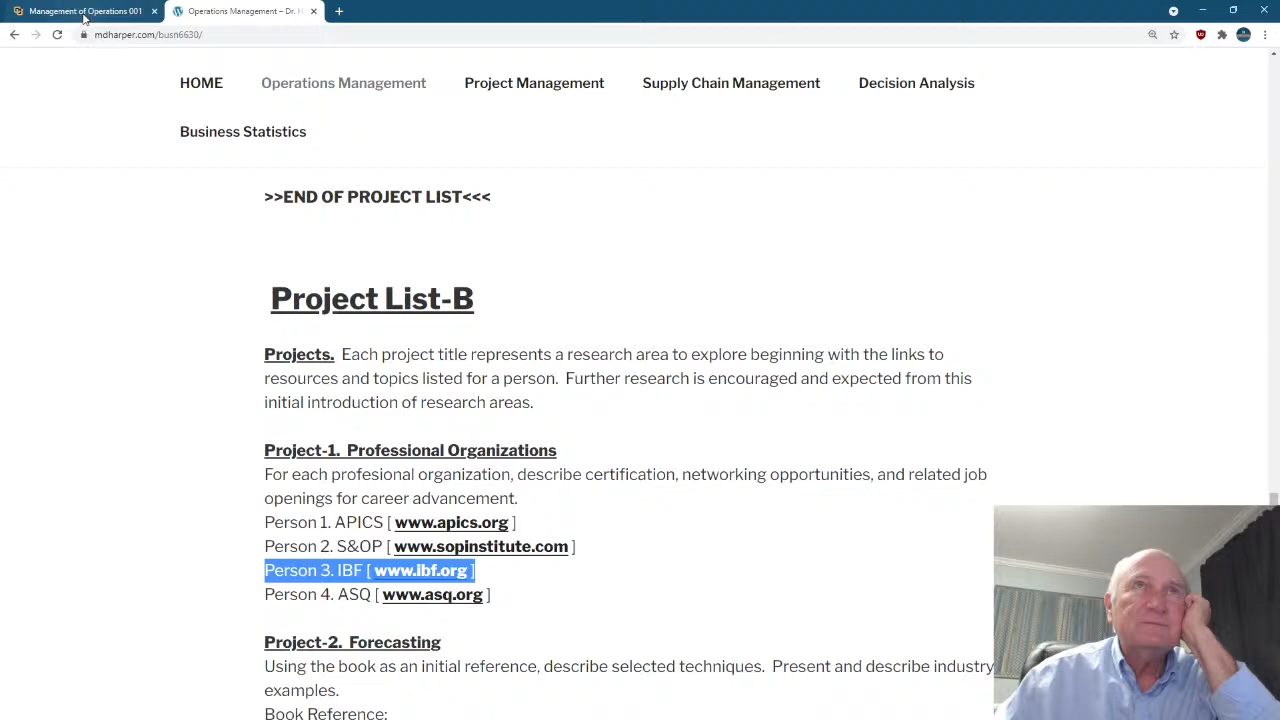 Management of Operations 001
Operations Management – Dr. H
mdharper.com/busn6630/
HOME
Operations Management
Project Management
Supply Chain Management
Decision Analysis
Business Statistics
>>END OF PROJECT LIST<<<
Project List-B
Projects. Each project title represents a research area to explore beginning with the links to
resources and topics listed for a person. Further research is encouraged and expected from this
initial introduction of research areas.
Project-1. Professional Organizations
For each profesional organization, describe certification, networking opportunities, and related job
openings for career advancement.
Person 1. APICS [ www.apics.org ]
Person 2. S&OP [ www.sopinstitute.com ]
Person 3. IBF [ www.ibf.org ]
Person 4. ASQ [ www.asq.org ]
Project-2. Forecasting
Using the book as an initial reference, describe selected techniques. Present and describe industry
examples.
Book Reference: